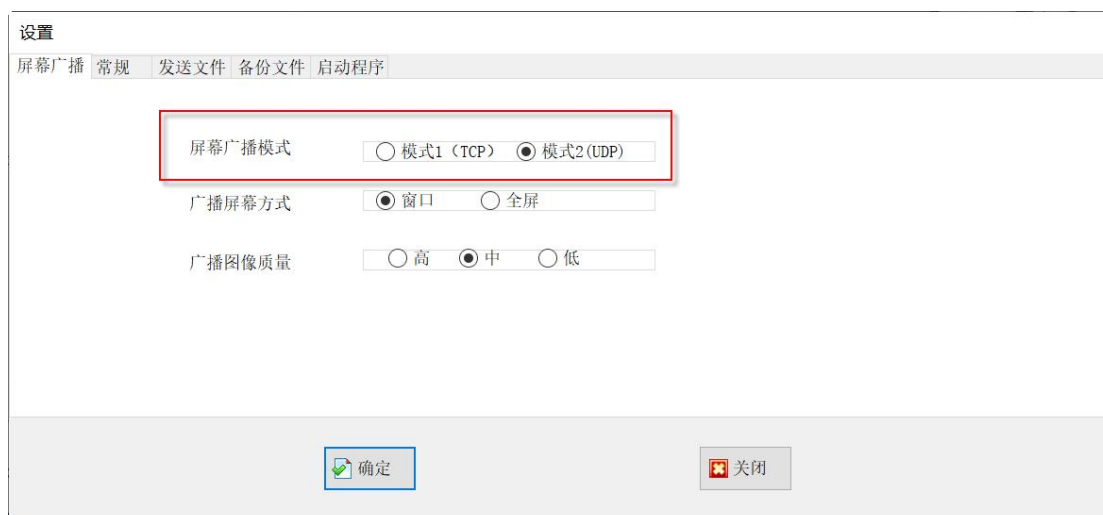 设置
屏幕广播 常规 发送文件 备份文件 启动程序
屏幕广播模式 模式1（TCP） 模式2(UDP)
广播屏幕方式 窗口 全屏
广播图像质量 高 中 低
确定 关闭